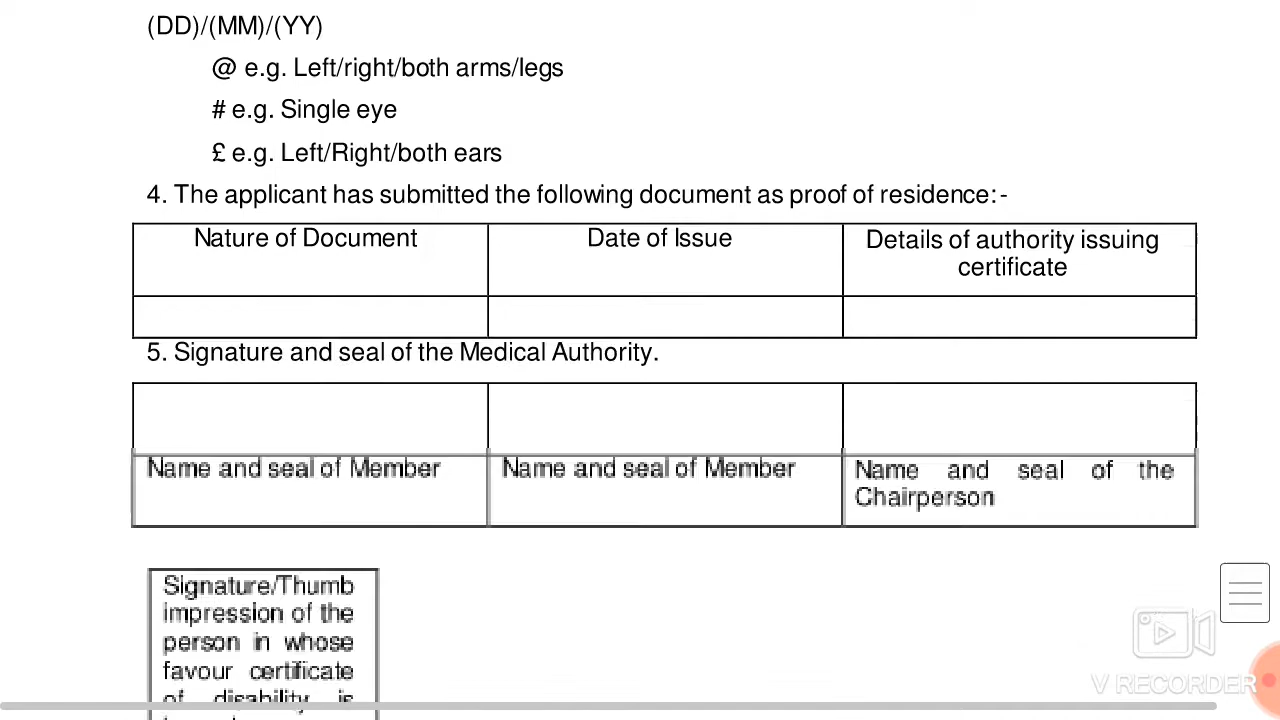 (DD)/(MM)/(YY)
@ e.g. Left/right/both arms/legs
# e.g. Single eye
£ e.g. Left/Right/both ears
4. The applicant has submitted the following document as proof of residence:-
Nature of Document
Date of Issue
Details of authority issuing
certificate
5. Signature and seal of the Medical Authority.
Name and seal of Member
Name and seal of Member
Name and seal of the
Chairperson
Signature/Thumb
impression of the
person in whose
favour certificate
of disability is
V RECORDER